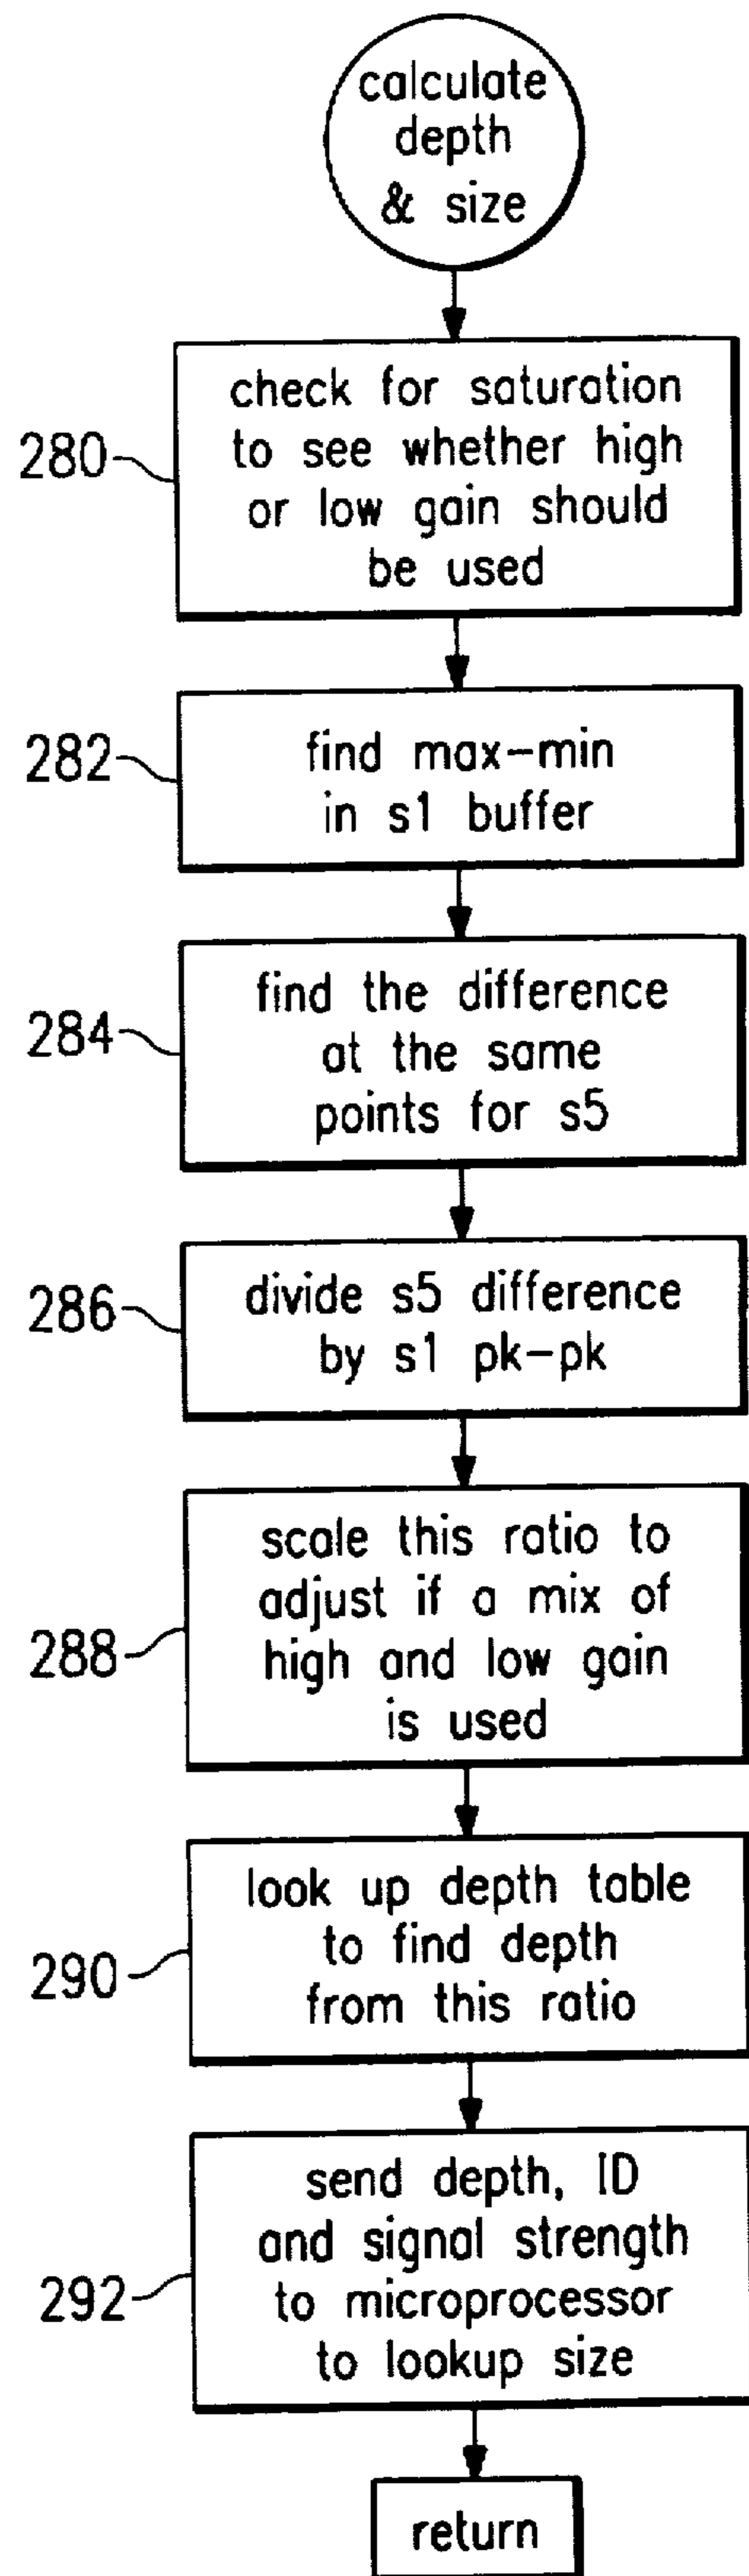 calculate
depth
& size
280
check for saturation
to see whether high
or low gain should
be used
282
find max-min
in s1 buffer
284
find the difference
at the same
points for s5
286
divide s5 difference
by s1 pk-pk
288
scale this ratio to
adjust if a mix of
high and low gain
is used
290
look up depth table
to find depth
from this ratio
292
send depth, ID
and signal strength
to microprocessor
to lookup size
return